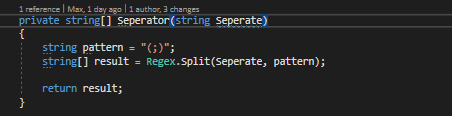 1 reference | Max, 1 day ago | 1 author, 3 changes
private string[] Seperator(string Seperate)
{
string pattern = "(;)";
string[] result = Regex.Split(Seperate, pattern);
return result;
}